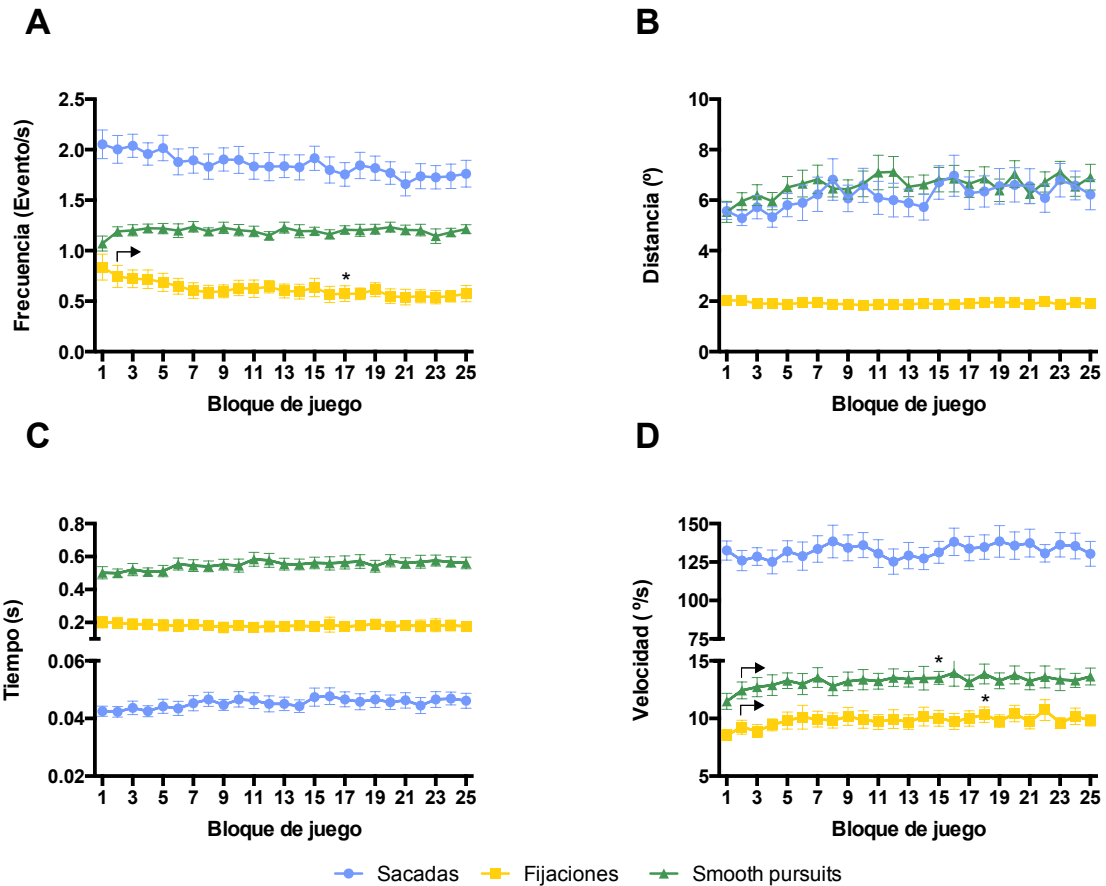 A
Frecuencia (Evento/s)
2.5
2.0
1.5
1.0
0.5
0.0
*
1 3 5 7 9 11 13 15 17 19 21 23 25
Bloque de juego
B
Distancia (º)
10
8
6
4
2
0
1 3 5 7 9 11 13 15 17 19 21 23 25
Bloque de juego
C
Tiempo (s)
0.8
0.6
0.4
0.2
0.06
0.04
0.02
1 3 5 7 9 11 13 15 17 19 21 23 25
Bloque de juego
D
Velocidad ( º/s)
150
125
100
75
15
10
5
*
*
1 3 5 7 9 11 13 15 17 19 21 23 25
Bloque de juego
Sacadas Fijaciones Smooth pursuits